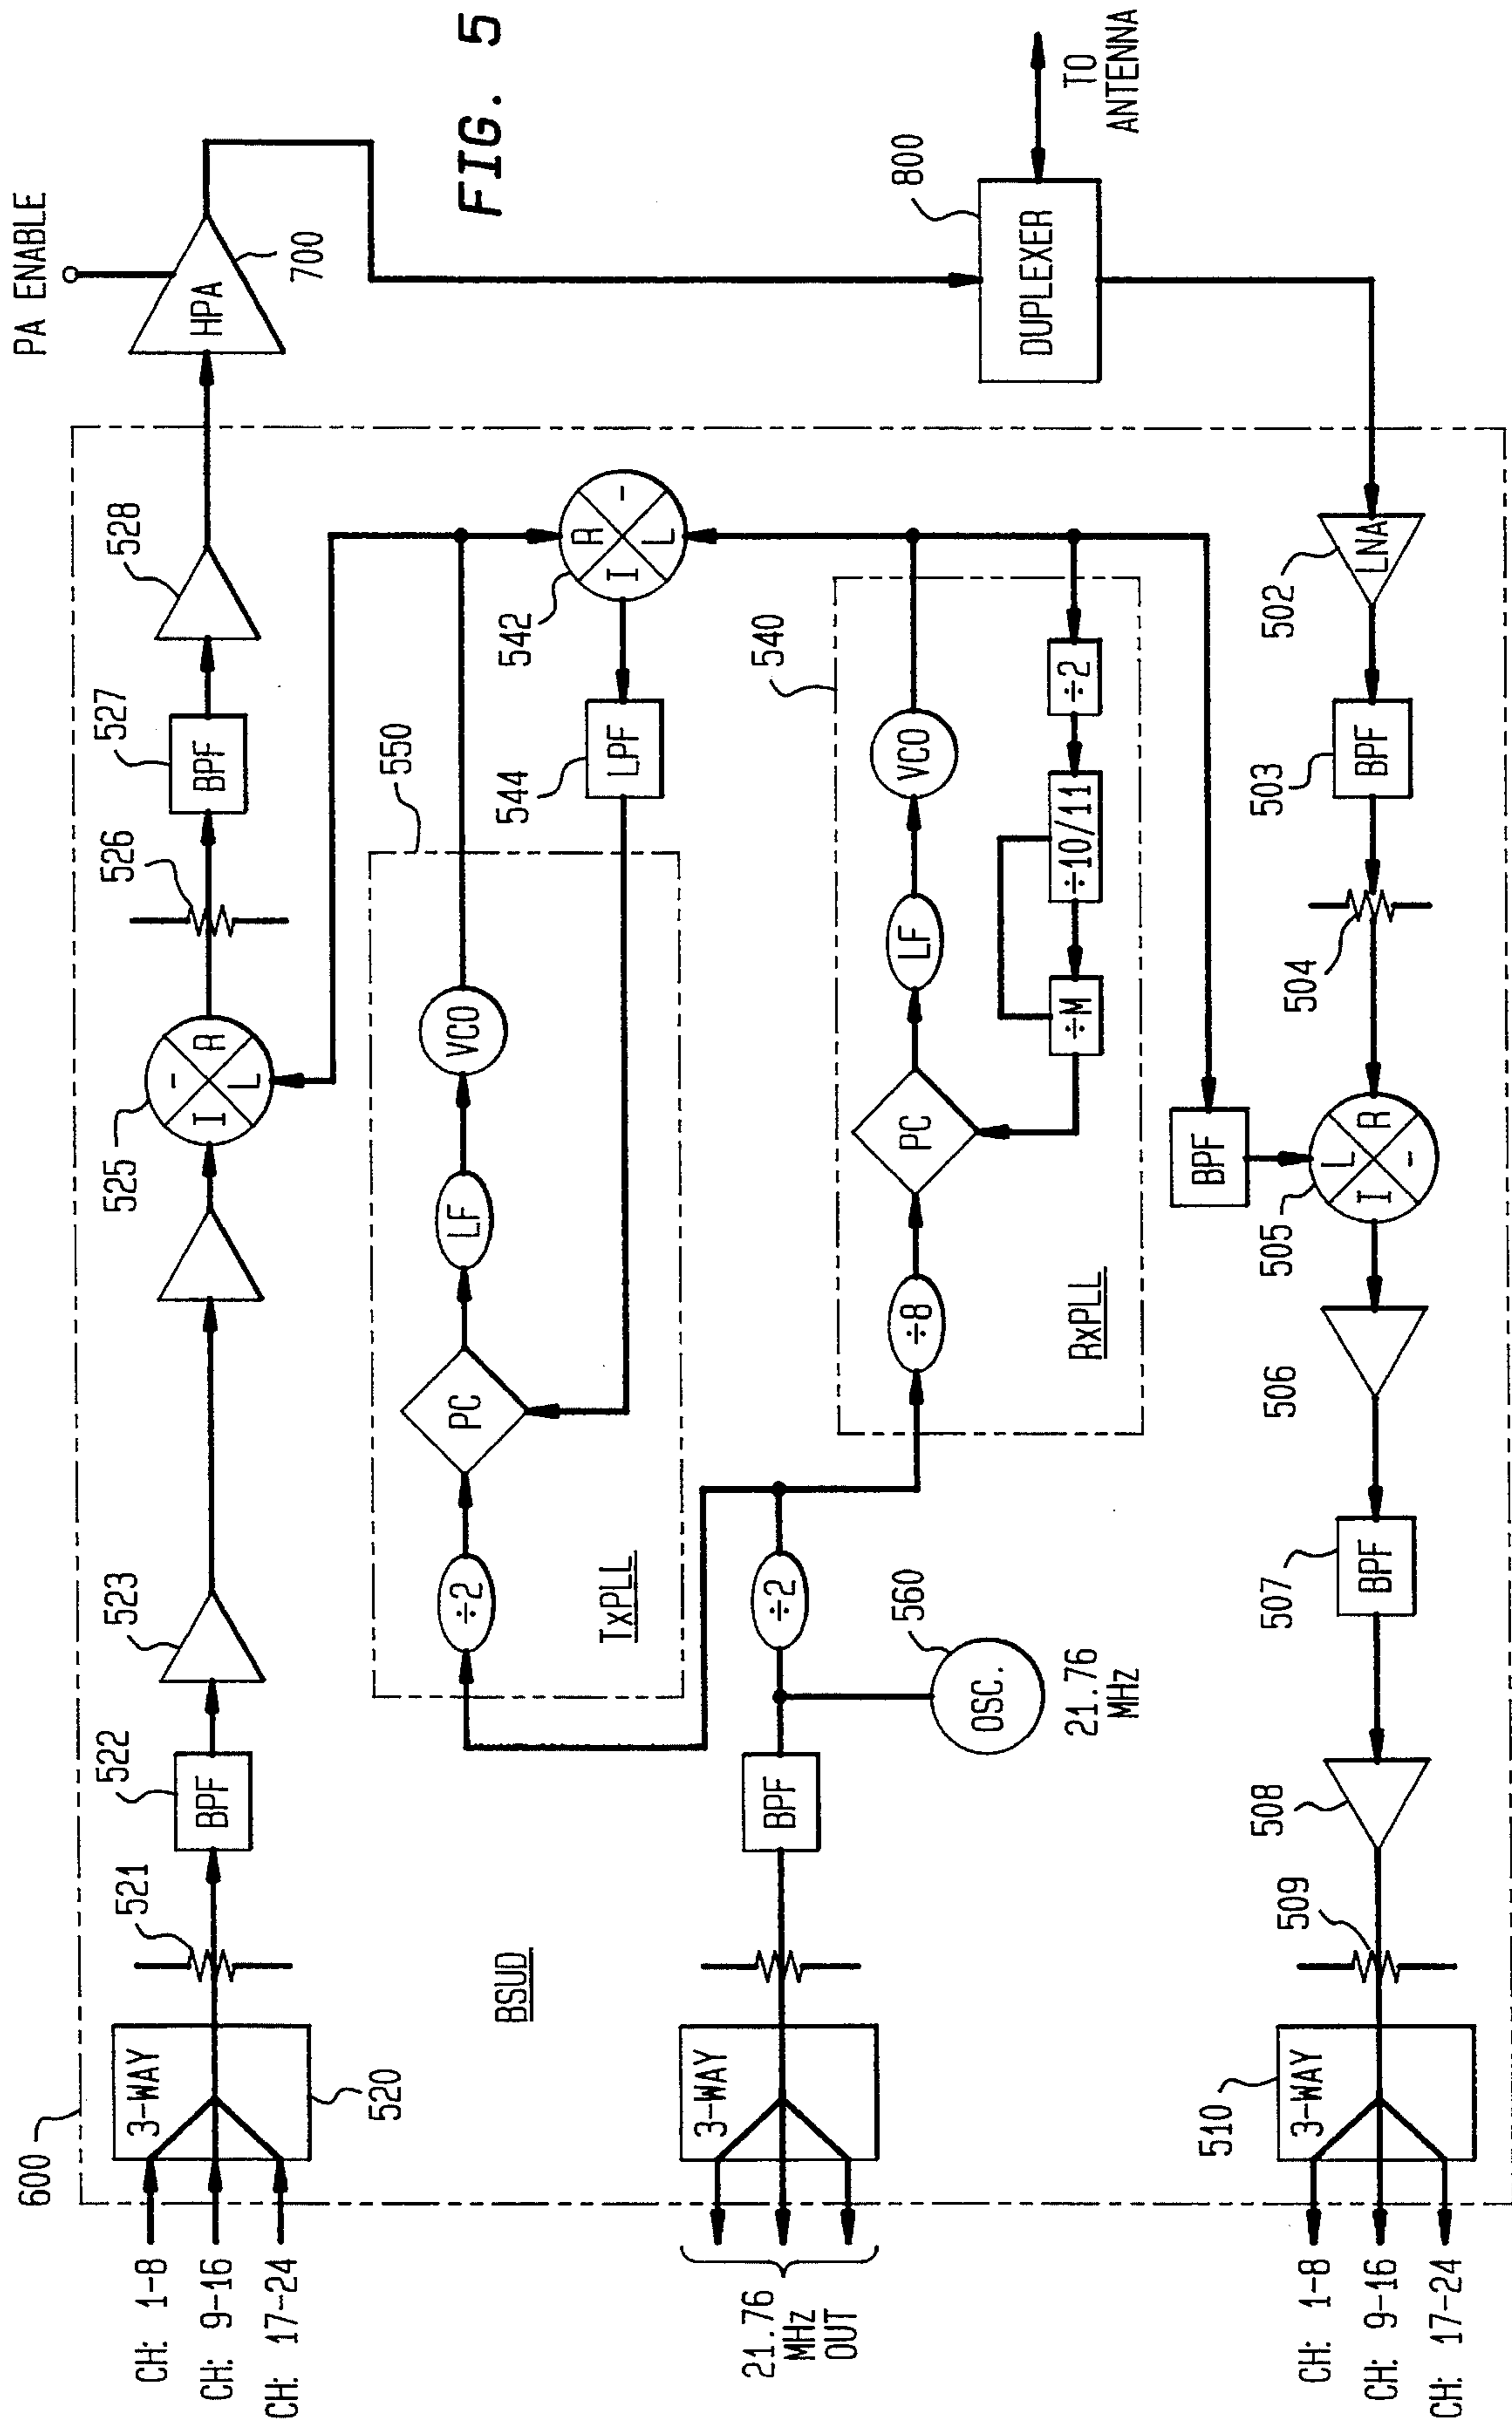 FIG. 5
600
CH: 1-8
CH: 9-16
CH: 17-24
3-WAY
520
521
522
BPF
523
525
I
-
R
L
526
527
BPF
528
PA ENABLE
HPA
700
550
÷2
PC
LF
VCO
TxPLL
542
R
I
-
L
544
LPF
800
DUPLEXER
TO
ANTENNA
BSUD
21.76
MHz
OUT
3-WAY
BPF
÷2
560
OSC.
21.76
MHz
540
÷8
PC
LF
VCO
÷M
÷10/11
÷2
RxPLL
BPF
CH: 1-8
CH: 9-16
CH: 17-24
510
3-WAY
509
508
507
BPF
506
505
L
I
R
-
504
503
BPF
502
LNA